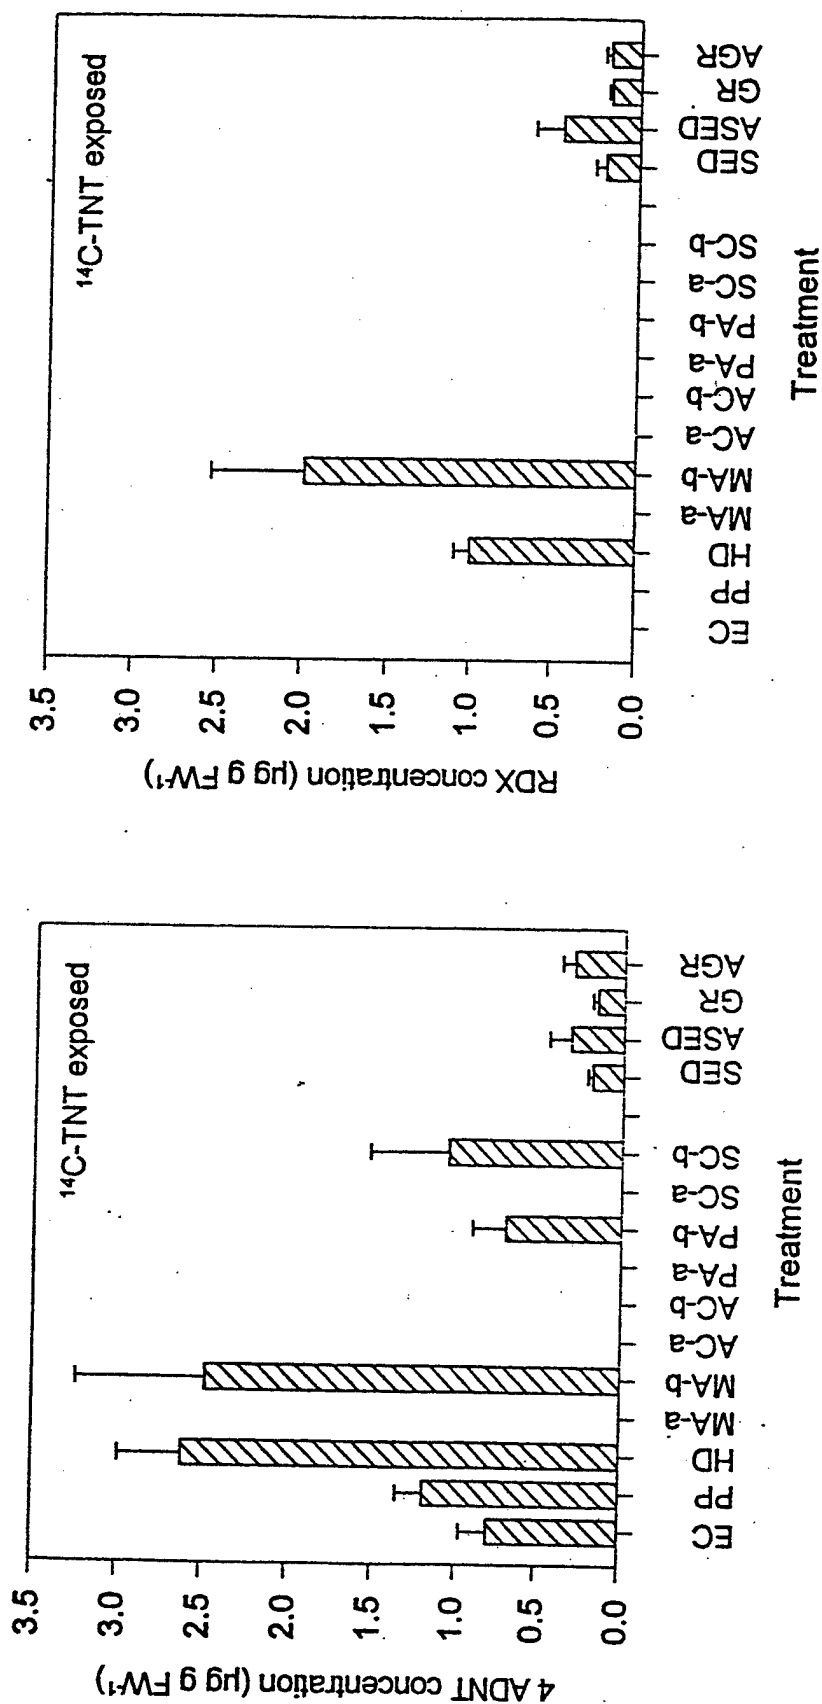 14C-TNT exposed
3.5
3.0
2.5
2.0
1.5
1.0
0.5
0.0
4 ADNT concentration (µg g FW-1)
EC
PP
HD
MA-a
MA-b
AC-a
AC-b
PA-a
PA-b
SC-a
SC-b
SED
ASED
GR
AGR
Treatment
14C-TNT exposed
3.5
3.0
2.5
2.0
1.5
1.0
0.5
0.0
RDX concentration (µg g FW-1)
EC
PP
HD
MA-a
MA-b
AC-a
AC-b
PA-a
PA-b
SC-a
SC-b
SED
ASED
GR
AGR
Treatment